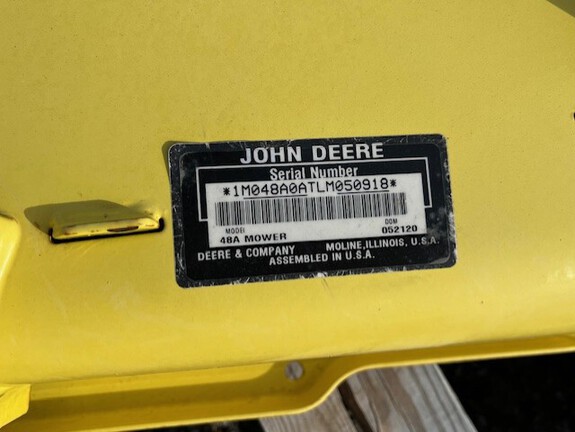 JOHN DEERE
Serial Number
*1M048A0ATLM050918*
MODEL DOM
48A MOWER 052120
DEERE & COMPANY MOLINE, ILLINOIS, U.S.A.
ASSEMBLED IN U.S.A.